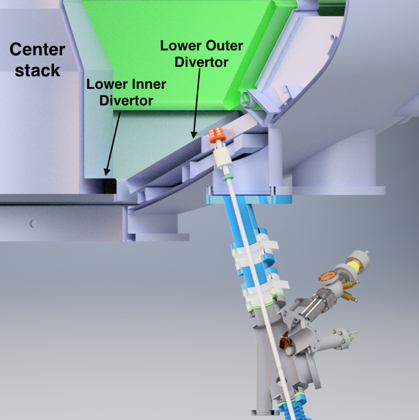 Center
stack
Lower Outer
Divertor
Lower Inner
Divertor